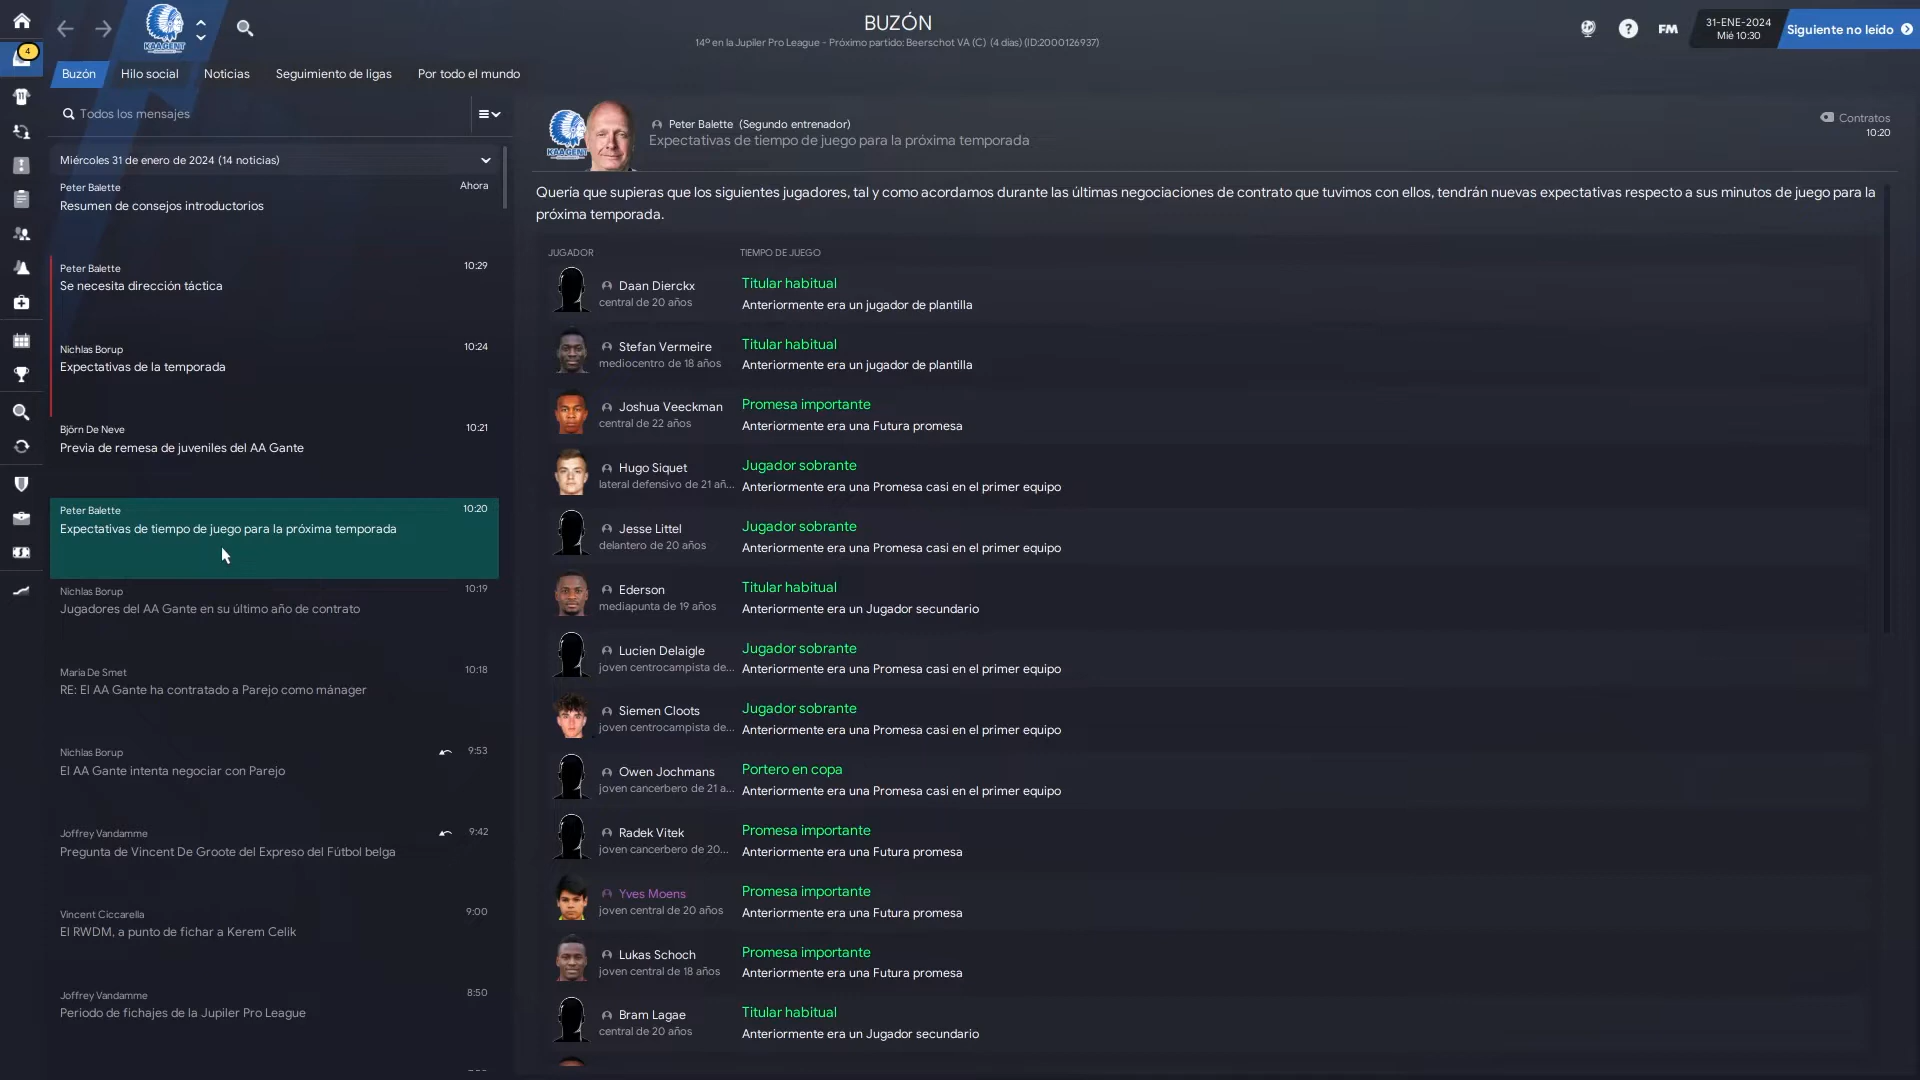 BUZÓN
14º en la Jupiler Pro League - Próximo partido: Beerschot VA (C) (4 días) (ID:2000126937)
31-ENE-2024
Mié 10:30
Siguiente no leído
FM
KAA GENT
4
11
Buzón
Hilo social
Noticias
Seguimiento de ligas
Por todo el mundo
Todos los mensajes
Miércoles 31 de enero de 2024 (14 noticias)
Peter Balette
Ahora
Resumen de consejos introductorios
Peter Balette
10:29
Se necesita dirección táctica
Nichlas Borup
10:24
Expectativas de la temporada
Björn De Neve
10:21
Previa de remesa de juveniles del AA Gante
Peter Balette
10:20
Expectativas de tiempo de juego para la próxima temporada
Nichlas Borup
10:19
Jugadores del AA Gante en su último año de contrato
Maria De Smet
10:18
RE: El AA Gante ha contratado a Parejo como mánager
Nichlas Borup
9:53
El AA Gante intenta negociar con Parejo
Joffrey Vandamme
9:42
Pregunta de Vincent De Groote del Expreso del Fútbol belga
Vincent Ciccarella
9:00
El RWDM, a punto de fichar a Kerem Celik
Joffrey Vandamme
8:50
Periodo de fichajes de la Jupiler Pro League
Peter Balette (Segundo entrenador)
Expectativas de tiempo de juego para la próxima temporada
Contratos
10:20
Quería que supieras que los siguientes jugadores, tal y como acordamos durante las últimas negociaciones de contrato que tuvimos con ellos, tendrán nuevas expectativas respecto a sus minutos de juego para la
próxima temporada.
JUGADOR
TIEMPO DE JUEGO
Daan Dierckx
central de 20 años
Titular habitual
Anteriormente era un jugador de plantilla
Stefan Vermeire
mediocentro de 18 años
Titular habitual
Anteriormente era un jugador de plantilla
Joshua Veeckman
central de 22 años
Promesa importante
Anteriormente era una Futura promesa
Hugo Siquet
lateral defensivo de 21 añ...
Jugador sobrante
Anteriormente era una Promesa casi en el primer equipo
Jesse Littel
delantero de 20 años
Jugador sobrante
Anteriormente era una Promesa casi en el primer equipo
Ederson
mediapunta de 19 años
Titular habitual
Anteriormente era un Jugador secundario
Lucien Delaigle
joven centrocampista de...
Jugador sobrante
Anteriormente era una Promesa casi en el primer equipo
Siemen Cloots
joven centrocampista de...
Jugador sobrante
Anteriormente era una Promesa casi en el primer equipo
Owen Jochmans
joven cancerbero de 21 a...
Portero en copa
Anteriormente era una Promesa casi en el primer equipo
Radek Vitek
joven cancerbero de 20...
Promesa importante
Anteriormente era una Futura promesa
Yves Moens
joven central de 20 años
Promesa importante
Anteriormente era una Futura promesa
Lukas Schoch
joven central de 18 años
Promesa importante
Anteriormente era una Futura promesa
Bram Lagae
central de 20 años
Titular habitual
Anteriormente era un Jugador secundario